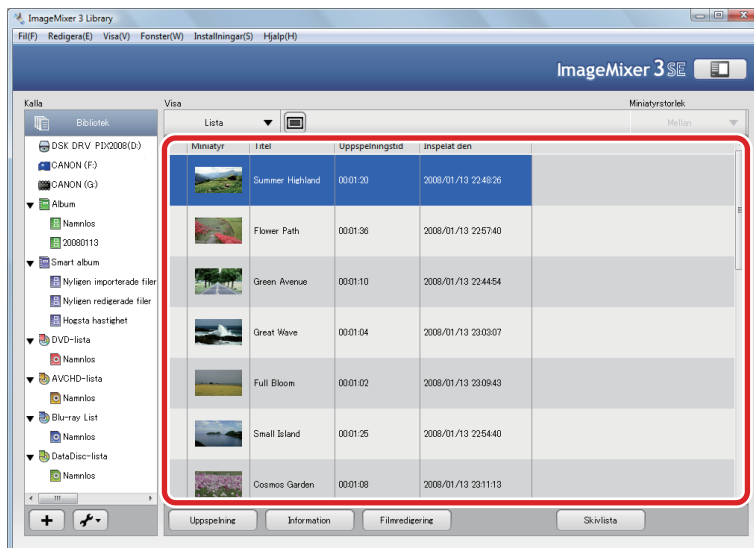 ImageMixer 3 Library
Fil(F) Redigera(E) Visa(V) Fonster(W) Installningar(S) Hjalp(H)
ImageMixer 3 SE
Kalla Visa Miniatyrstorlek
Bibliotek Lista Mellan
DSK DRV PIX2008(D:)
CANON (F:)
CANON (G:)
Album
Namnlos
20080113
Smart album
Nyligen importerade filer
Nyligen redigerade filer
Hogsta hastighet
DVD-lista
Namnlos
AVCHD-lista
Namnlos
Blu-ray List
Namnlos
DataDisc-lista
Namnlos
Miniatyr Titel Uppspelningstid Inspelat den
Summer Highland 00:01:20 2008/01/13 22:48:26
Flower Path 00:01:36 2008/01/13 22:57:40
Green Avenue 00:01:10 2008/01/13 22:44:54
Great Wave 00:01:04 2008/01/13 23:03:07
Full Bloom 00:01:02 2008/01/13 23:09:43
Small Island 00:01:25 2008/01/13 22:54:40
Cosmos Garden 00:01:08 2008/01/13 23:11:13
Uppspelning Information Filmredigering Skivlista